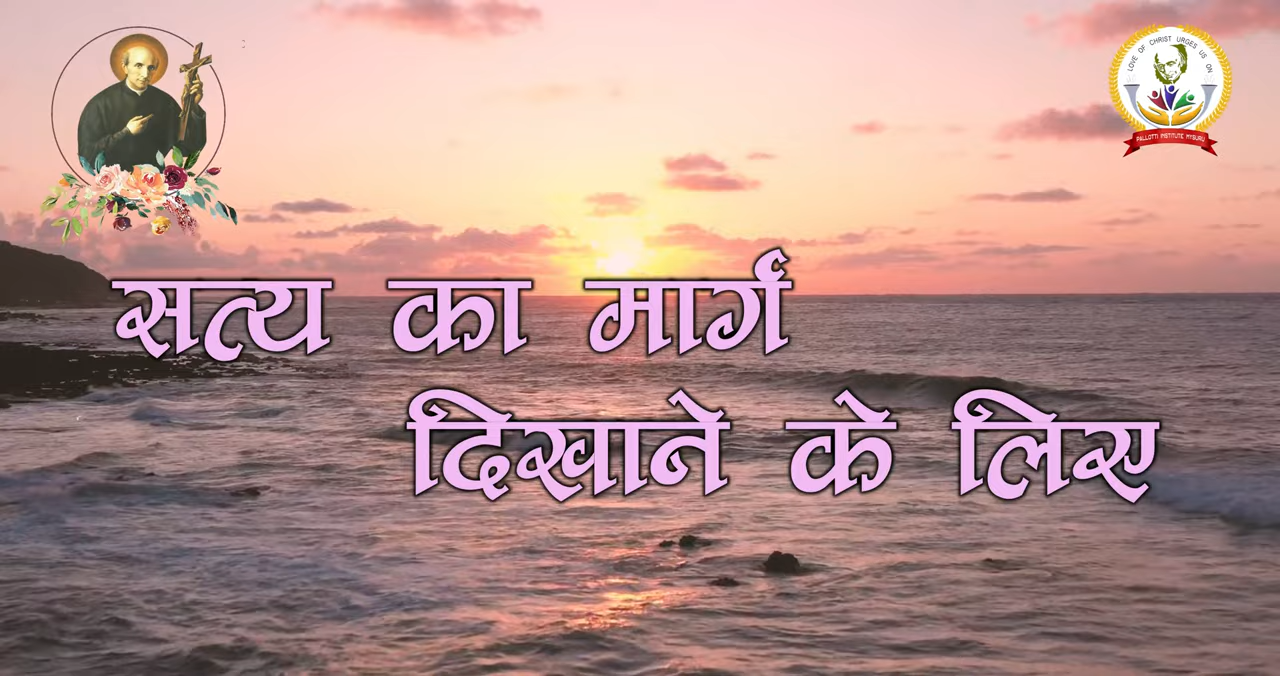 LOVE OF CHRIST URGES US ON
PALLOTTI INSTITUTE MYSURU
सत्य का मार्ग
दिखाने के लिए